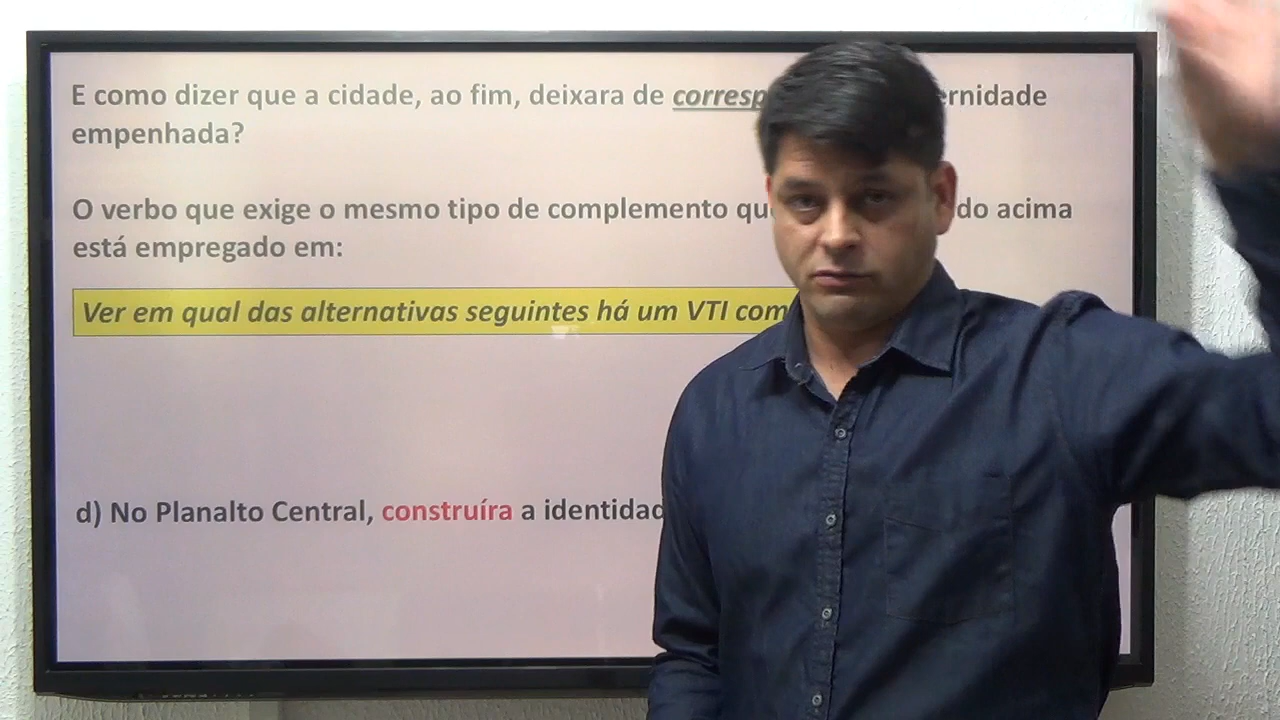 E como dizer que a cidade, ao fim, deixara de corresp ernidade
empenhada?
O verbo que exige o mesmo tipo de complemento qu do acima
está empregado em:
Ver em qual das alternativas seguintes há um VTI com
d) No Planalto Central, construíra a identidad